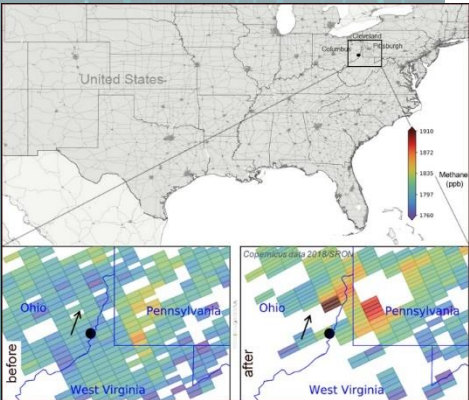 Cleveland
Columbus
Pittsburgh
United States
1910
1872
1835
1797
1760
Methane
(ppb)
Ohio
Pennsylvania
West Virginia
before
Copernicus data 2018/SRON
Ohio
Pennsylvania
West Virginia
after